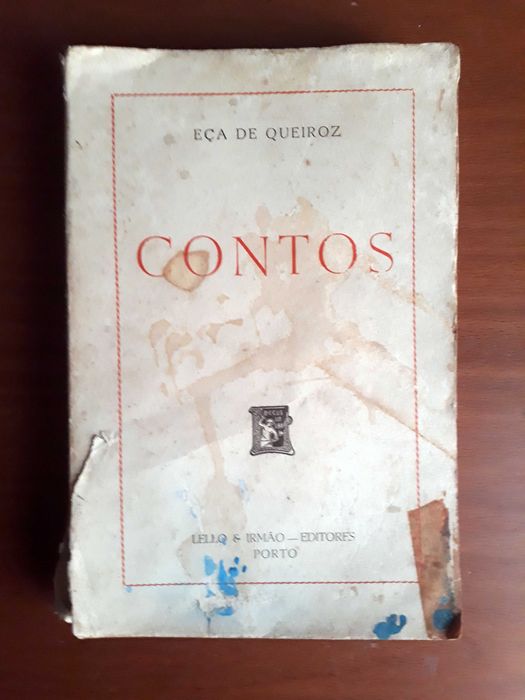 EÇA DE QUEIROZ
CONTOS
LELLO & IRMÃO — EDITORES
PORTO